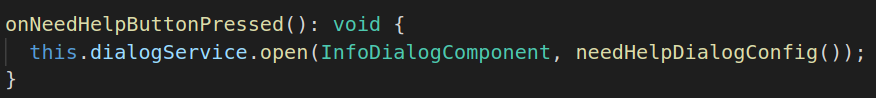 onNeedHelpButtonPressed(): void {
  this.dialogService.open(InfoDialogComponent, needHelpDialogConfig());
}